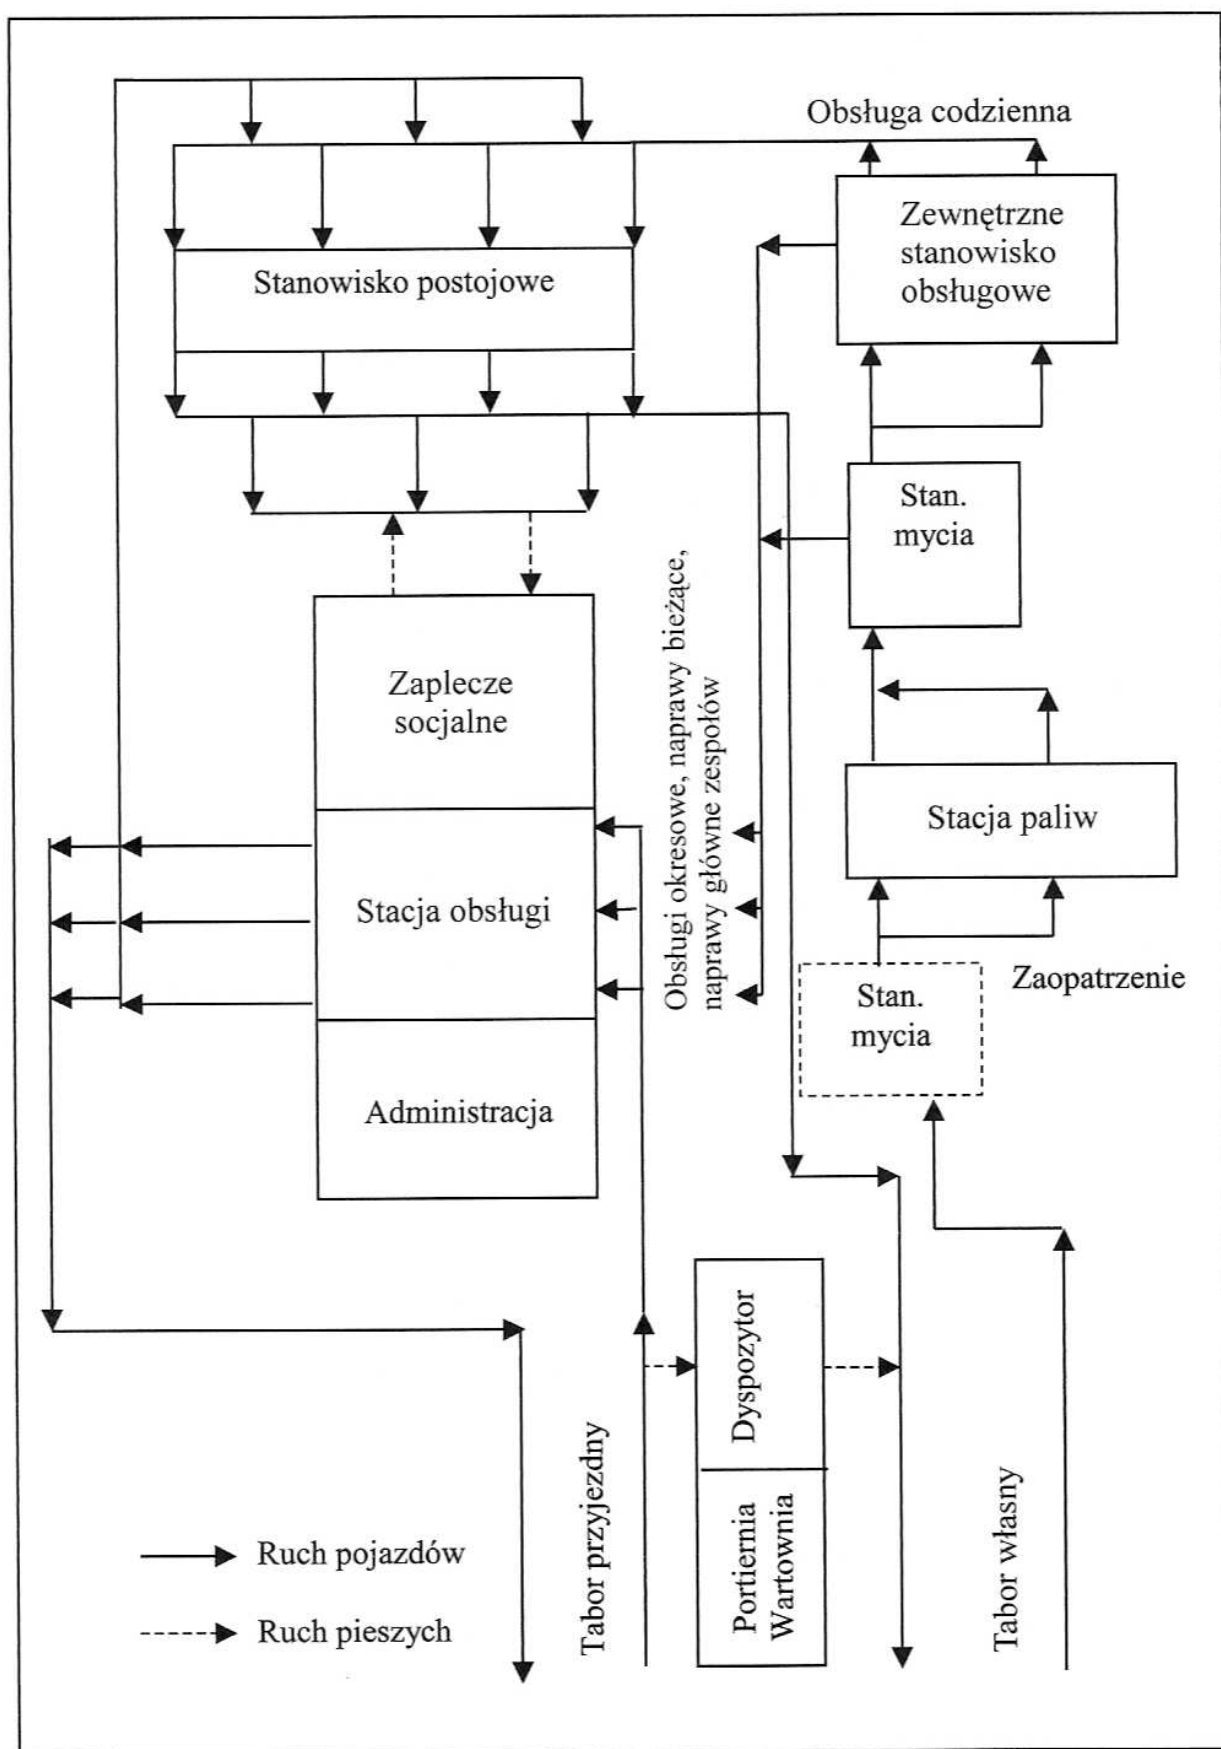 Obsługa codzienna
Zewnętrzne
stanowisko
obsługowe
Stanowisko postojowe
Stan.
mycia
Zaplecze
socjalne
Obsługi okresowe, naprawy bieżące,
naprawy główne zespołów
Stacja paliw
Stacja obsługi
Stan.
mycia
Zaopatrzenie
Administracja
Dyspozytor
Portiernia
Wartownia
Tabor przyjezdny
Tabor własny
Ruch pojazdów
Ruch pieszych